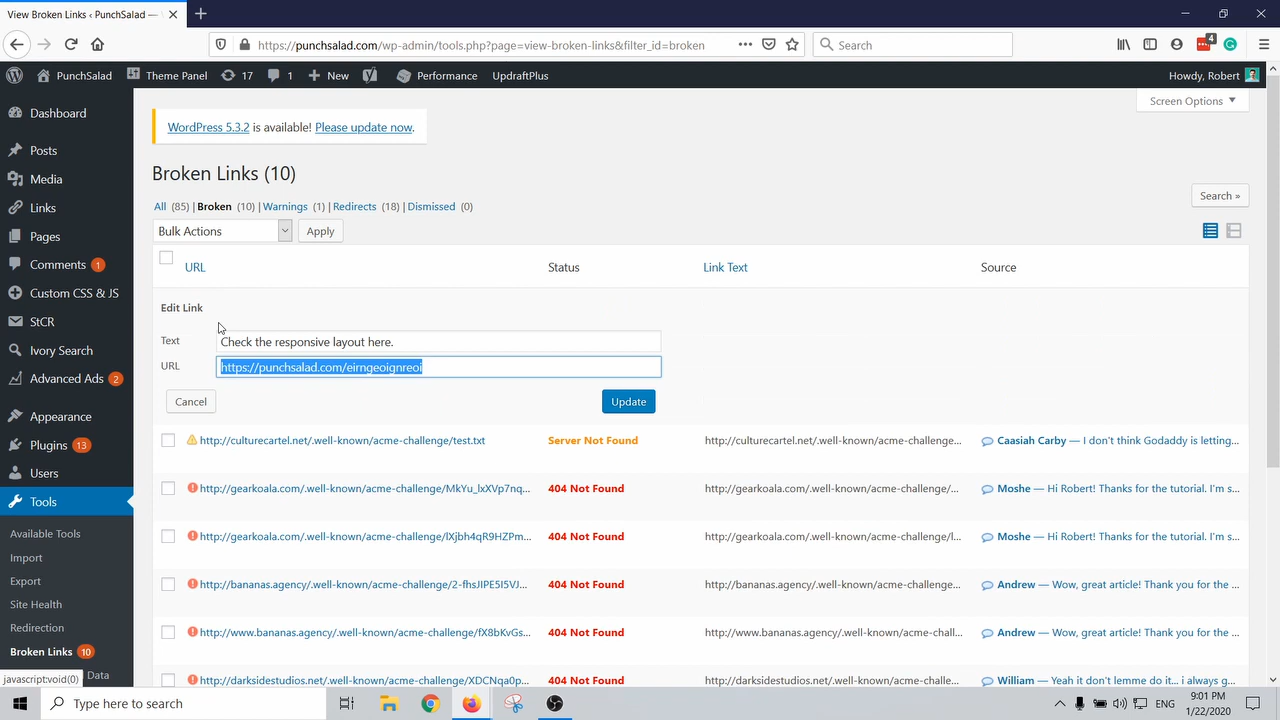 View Broken Links ‹ PunchSalad —
https://punchsalad.com/wp-admin/tools.php?page=view-broken-links&filter_id=broken
Search
4
PunchSalad
Theme Panel
17
1
New
Performance
UpdraftPlus
Howdy, Robert
Dashboard
Posts
Media
Links
Pages
Comments 1
Custom CSS & JS
StCR
Ivory Search
Advanced Ads 2
Appearance
Plugins 13
Users
Tools
Available Tools
Import
Export
Site Health
Redirection
Broken Links 10
Data
javascript:void(0)
Screen Options
WordPress 5.3.2 is available! Please update now.
Broken Links (10)
All (85) | Broken (10) | Warnings (1) | Redirects (18) | Dismissed (0)
Search »
Bulk Actions
Apply
URL Status Link Text Source
Edit Link
Text Check the responsive layout here.
URL https://punchsalad.com/eirngeoignreoi
Cancel Update
http://culturecartel.net/.well-known/acme-challenge/test.txt Server Not Found http://culturecartel.net/.well-known/acme-challenge... Caasiah Carby — I don't think Godaddy is letting...
http://gearkoala.com/.well-known/acme-challenge/MkYu_lxXVp7nq... 404 Not Found http://gearkoala.com/.well-known/acme-challenge/... Moshe — Hi Robert! Thanks for the tutorial. I'm s...
http://gearkoala.com/.well-known/acme-challenge/lXjbh4qR9HZPm... 404 Not Found http://gearkoala.com/.well-known/acme-challenge/l... Moshe — Hi Robert! Thanks for the tutorial. I'm s...
http://bananas.agency/.well-known/acme-challenge/2-fhsJIPE5I5VJ... 404 Not Found http://bananas.agency/.well-known/acme-challenge... Andrew — Wow, great article! Thank you for the ...
http://www.bananas.agency/.well-known/acme-challenge/fX8bKvGs... 404 Not Found http://www.bananas.agency/.well-known/acme-chall... Andrew — Wow, great article! Thank you for the ...
http://darksidestudios.net/.well-known/acme-challenge/XDCNqa0p... 404 Not Found http://darksidestudios.net/.well-known/acme-challe... William — Yeah it don't lemme do it... i always g...
Type here to search
ENG
9:01 PM
1/22/2020